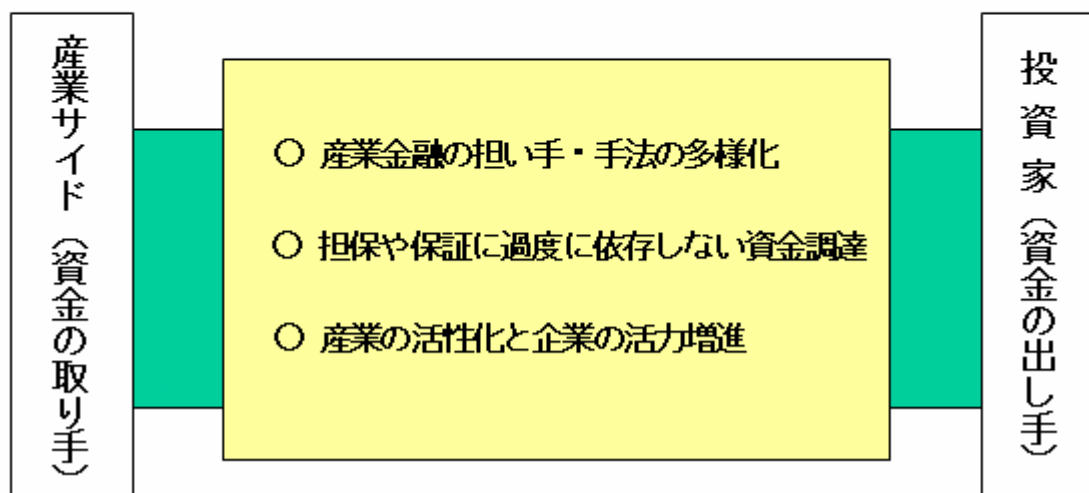 産業サイド（資金の取り手）
○ 産業金融の担い手・手法の多様化
○ 担保や保証に過度に依存しない資金調達
○ 産業の活性化と企業の活力増進
投資家（資金の出し手）